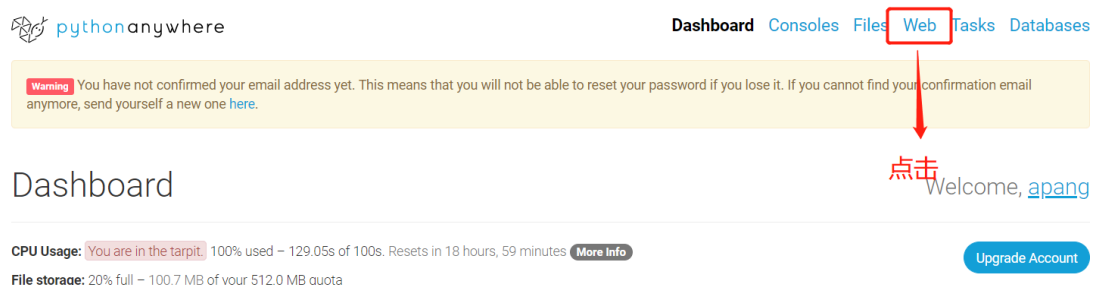 pythonanywhere
Dashboard Consoles Files Web Tasks Databases
Warning You have not confirmed your email address yet. This means that you will not be able to reset your password if you lose it. If you cannot find your confirmation email
anymore, send yourself a new one here.
点击
Dashboard
Welcome, apang
CPU Usage: You are in the tarpit. 100% used – 129.05s of 100s. Resets in 18 hours, 59 minutes More Info
Upgrade Account
File storage: 20% full – 100.7 MB of your 512.0 MB quota